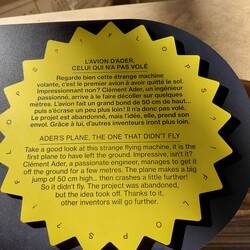 L'AVION D'ADER,
CELUI QUI N'A PAS VOLÉ
Regarde bien cette étrange machine
volante, c'est le premier avion à avoir quitté le sol.
Impressionnant non? Clément Ader, un ingénieur
passionné, arrive à le faire décoller sur quelques
mètres. L'avion fait un grand bond de 50 cm de haut...
puis s'écrase un peu plus loin! Il n'a donc pas volé.
Le projet est abandonné, mais l'idée, elle, prend son
envol. Grâce à lui, d'autres inventeurs iront plus loin.
ADER'S PLANE, THE ONE THAT DIDN'T FLY
Take a good look at this strange flying machine, it is the
first plane to have left the ground. Impressive, isn't it?
Clément Ader, a passionate engineer, manages to get it
off the ground for a few metres. The plane makes a big
jump of 50 cm high... then crashes a little further!
So it didn't fly. The project was abandoned,
but the idea took off. Thanks to it,
other inventors will go further.